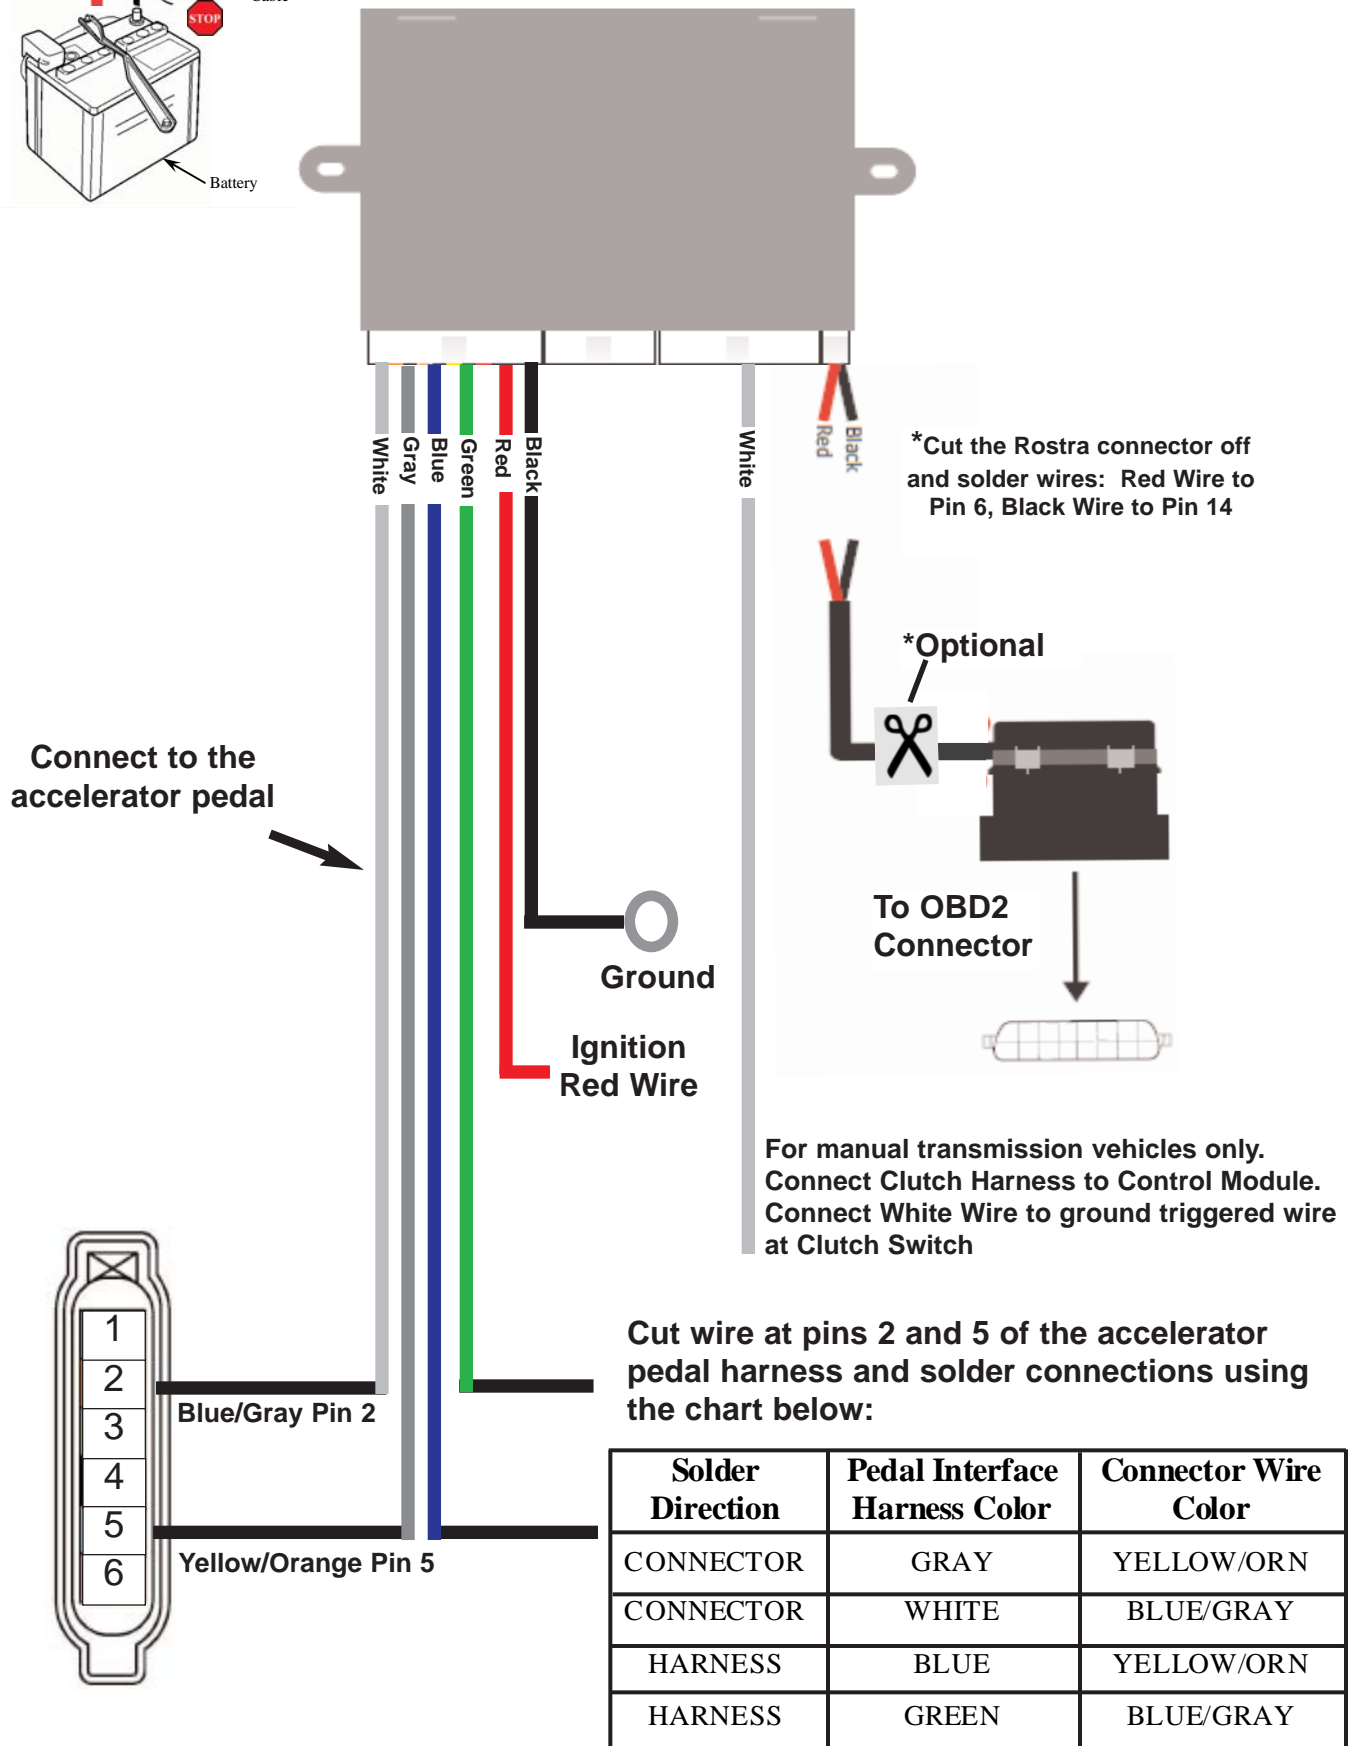 STOP
Battery
White
Gray
Blue
Green
Red
Black
White
Red
Black
*Cut the Rostra connector off
and solder wires: Red Wire to
Pin 6, Black Wire to Pin 14
*Optional
Connect to the
accelerator pedal
To OBD2
Connector
Ground
Ignition
Red Wire
For manual transmission vehicles only.
Connect Clutch Harness to Control Module.
Connect White Wire to ground triggered wire
at Clutch Switch
1
2
3
4
5
6
Blue/Gray Pin 2
Yellow/Orange Pin 5
Cut wire at pins 2 and 5 of the accelerator
pedal harness and solder connections using
the chart below:
Solder Direction Pedal Interface Harness Color Connector Wire Color
CONNECTOR GRAY YELLOW/ORN
CONNECTOR WHITE BLUE/GRAY
HARNESS BLUE YELLOW/ORN
HARNESS GREEN BLUE/GRAY